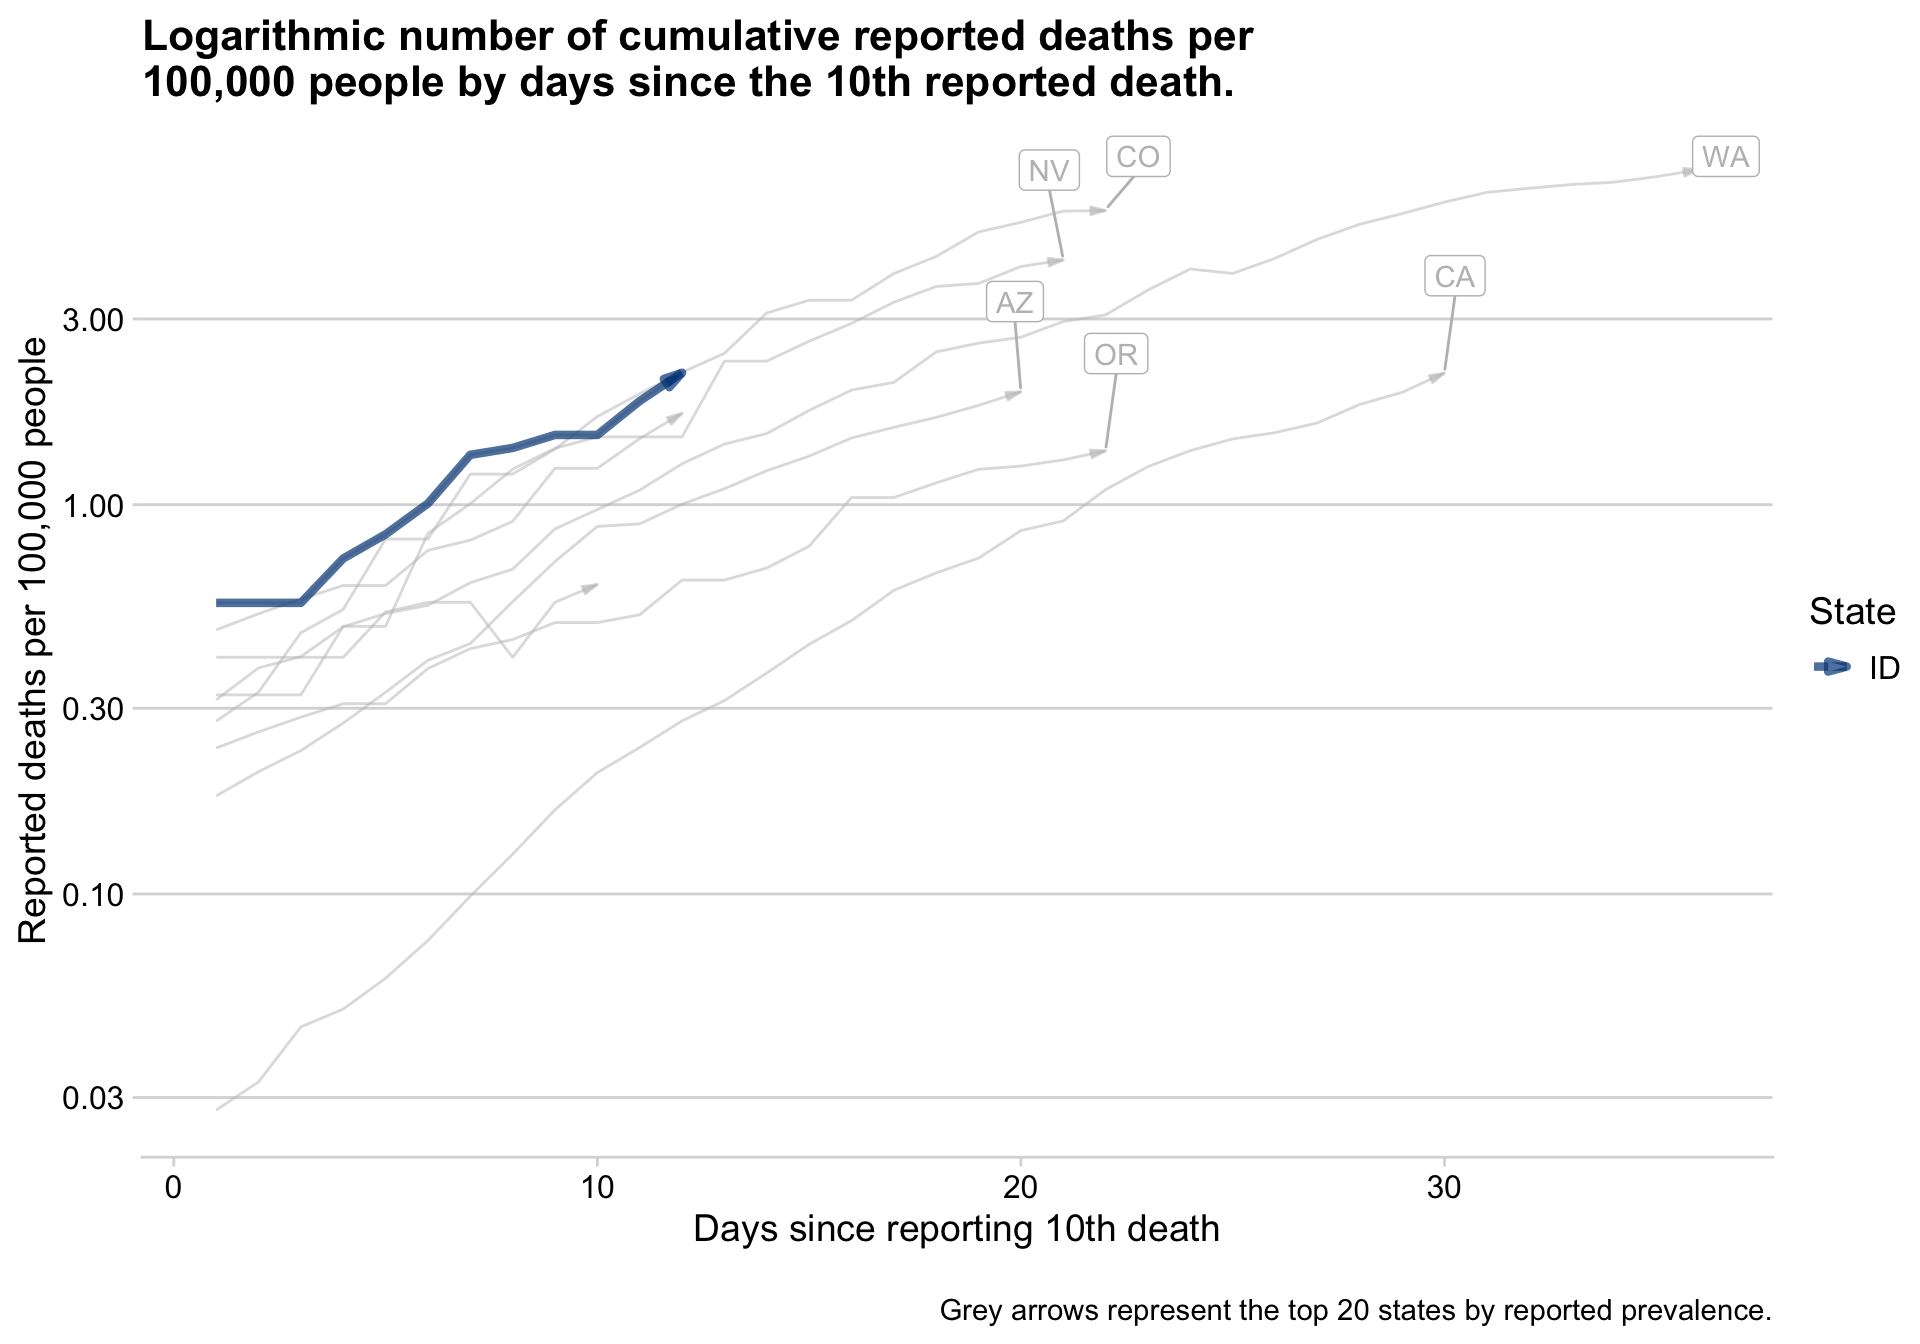 Logarithmic number of cumulative reported deaths per
100,000 people by days since the 10th reported death.
NV
CO
WA
AZ
CA
OR
3.00
1.00
0.30
0.10
0.03
Reported deaths per 100,000 people
0
10
20
30
Days since reporting 10th death
State
ID
Grey arrows represent the top 20 states by reported prevalence.